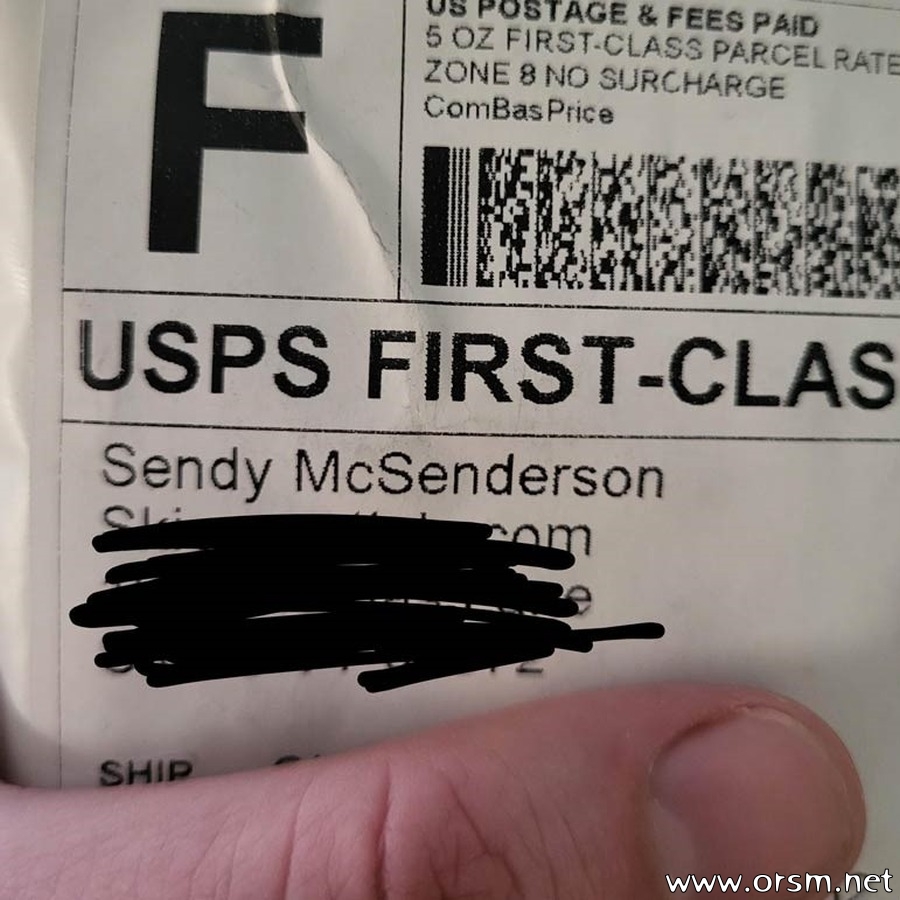 F
US POSTAGE & FEES PAID
5 OZ FIRST-CLASS PARCEL RATE
ZONE 8 NO SURCHARGE
ComBasPrice
USPS FIRST-CLAS
Sendy McSenderson
SHIP
www.orsm.net